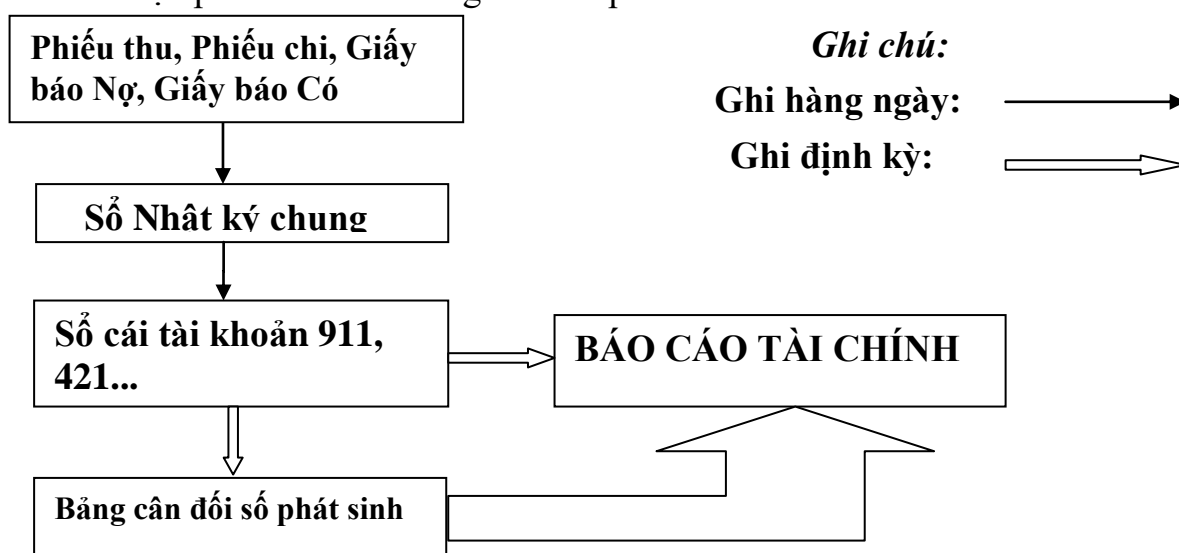 Phiếu thu, Phiếu chi, Giấy
báo Nợ, Giấy báo Có
Ghi chú:
Ghi hàng ngày:
Ghi định kỳ:
Sổ Nhât ký chung
Sổ cái tài khoản 911,
421...
BÁO CÁO TÀI CHÍNH
Bảng cân đối số phát sinh